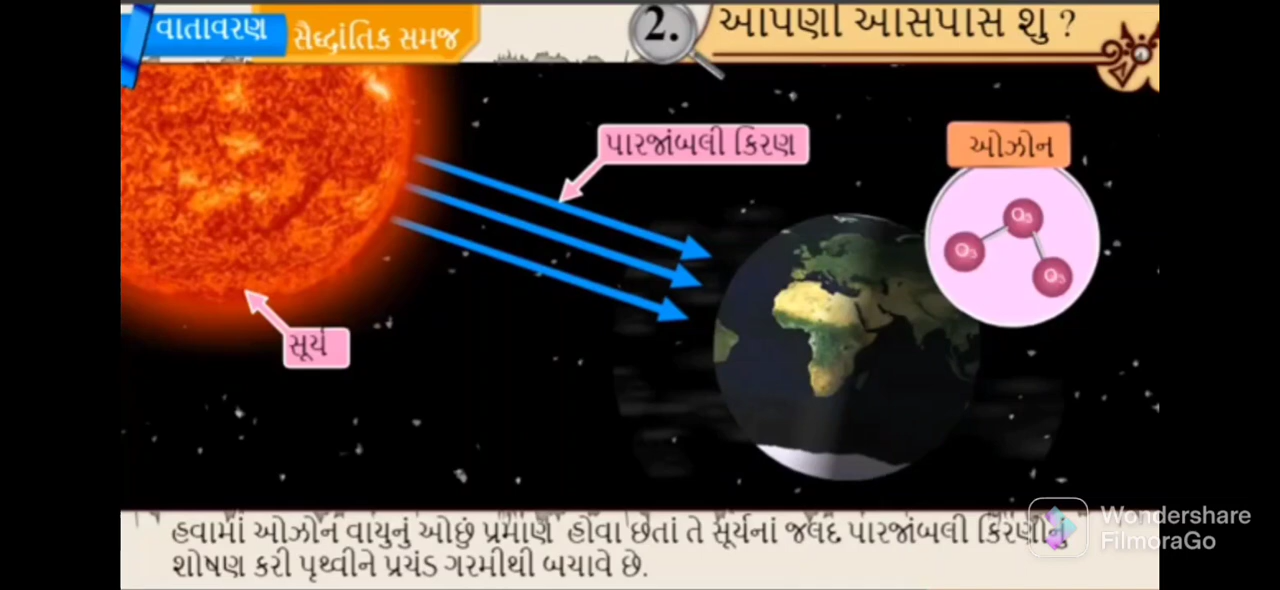 વાતાવરણ
સૈદ્ધાંતિક સમજ
2.
આપણી આસપાસ શું ?
પારજાંબલી કિરણ
ઓઝોન
O₃
O₃
O₃
સૂર્ય
હવામાં ઓઝોન વાયુનું ઓછું પ્રમાણ હોવા છતાં તે સૂર્યનાં જલદ પારજાંબલી કિરણોનું
શોષણ કરી પૃથ્વીને પ્રચંડ ગરમીથી બચાવે છે.
Wondershare
FilmoraGo